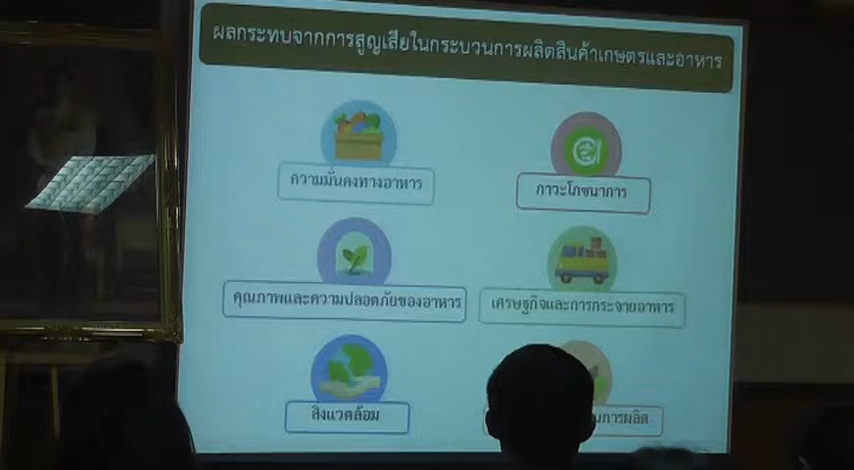 ผลกระทบจากการสูญเสียในกระบวนการผลิตสินค้าเกษตรและอาหาร
ความมั่นคงทางอาหาร
ภาวะโภชนาการ
คุณภาพและความปลอดภัยของอาหาร
เศรษฐกิจและการกระจายอาหาร
สิ่งแวดล้อม
นการผลิต